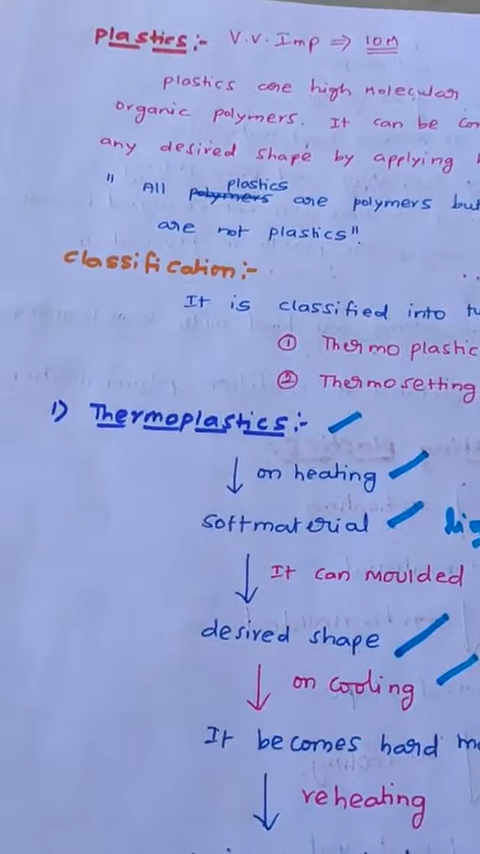 Plastics:- V.V.Imp ⇒ 10M
plastics are high molecular
organic polymers. It can be
any desired shape by applying
" All polymers plastics are polymers but
are not plastics".
Classification:-
It is classified into
① Thermo plastic
② Thermosetting
1) Thermoplastics:-
↓ on heating
softmaterial
↓ It can moulded
desired shape
↓ on cooling
It becomes hard
↓ reheating